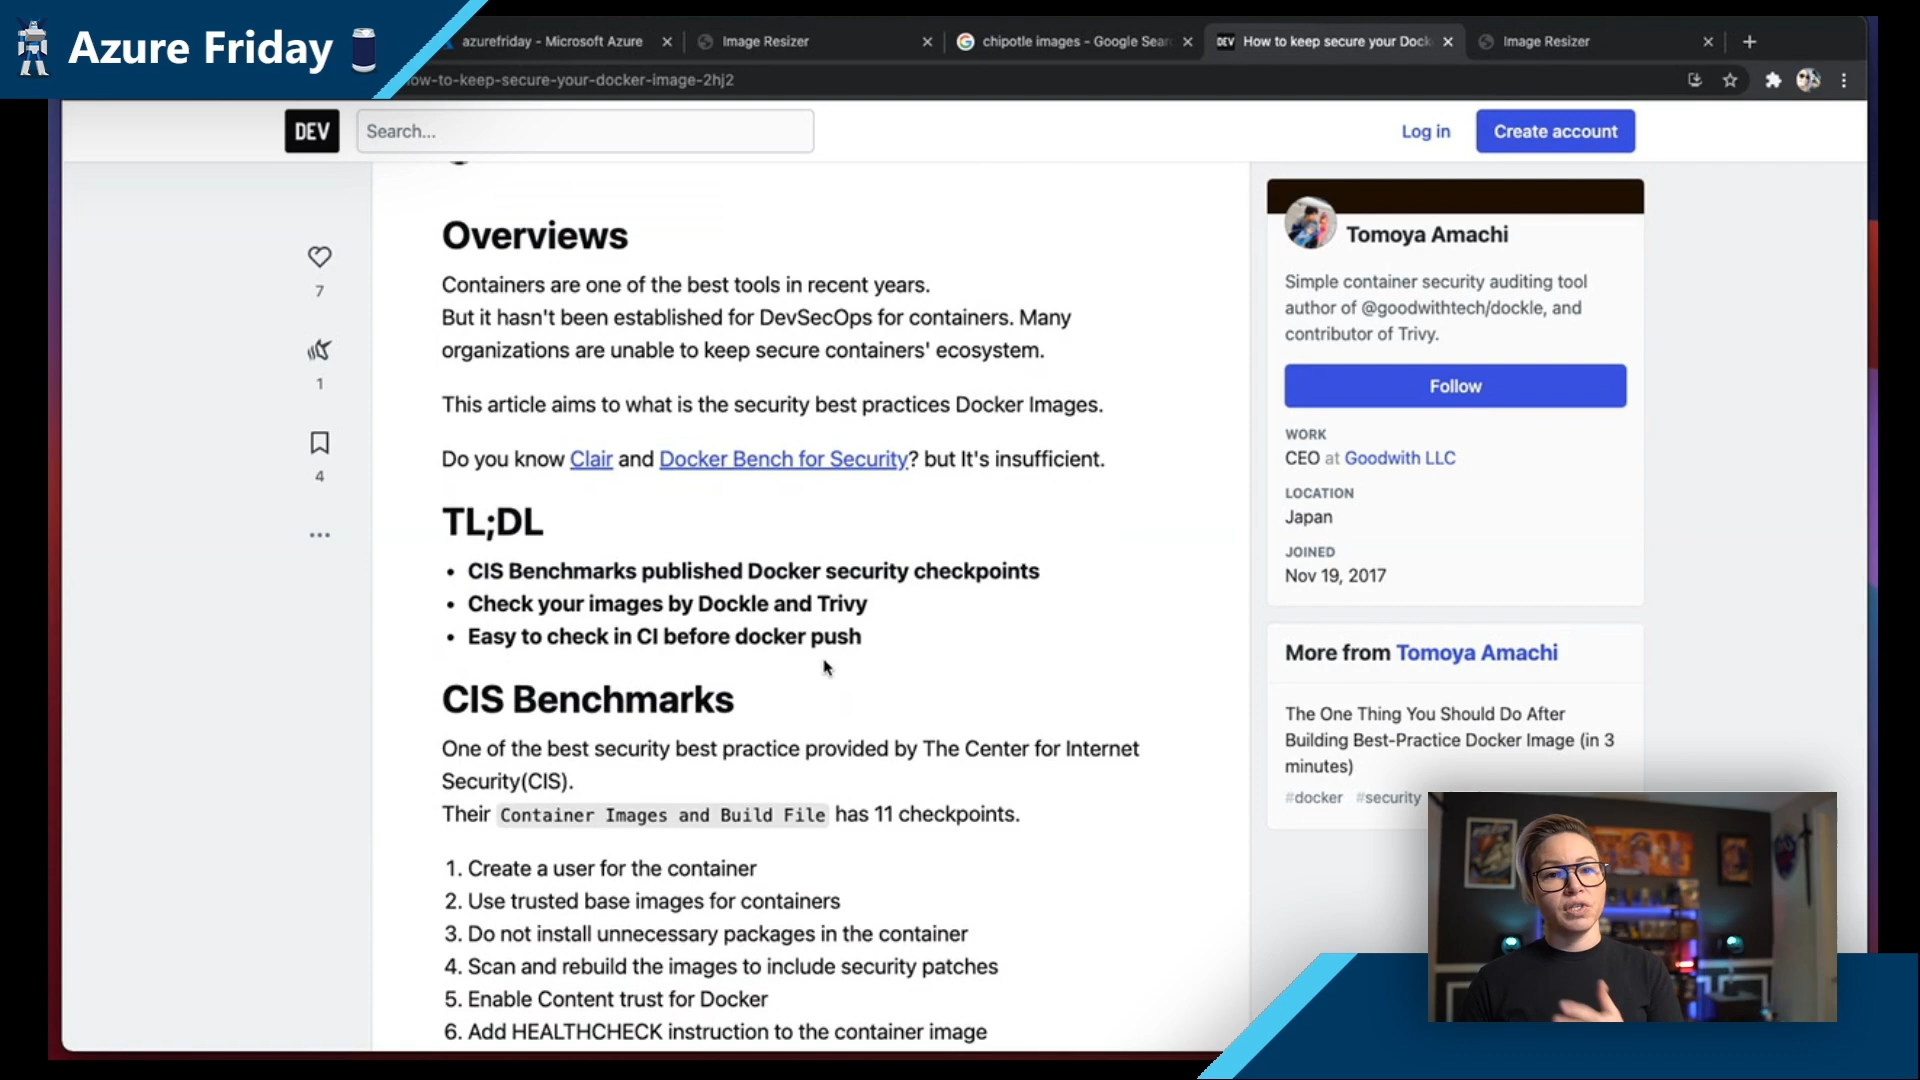 Azure Friday
azurefriday - Microsoft Azure
Image Resizer
chipotle images - Google Sear
How to keep secure your Dock
Image Resizer
ow-to-keep-secure-your-docker-image-2hj2
DEV
Search...
Log in
Create account
Overviews
Containers are one of the best tools in recent years.
But it hasn't been established for DevSecOps for containers. Many
organizations are unable to keep secure containers' ecosystem.
This article aims to what is the security best practices Docker Images.
Do you know Clair and Docker Bench for Security? but It's insufficient.
TL;DL
• CIS Benchmarks published Docker security checkpoints
• Check your images by Dockle and Trivy
• Easy to check in CI before docker push
CIS Benchmarks
One of the best security best practice provided by The Center for Internet
Security(CIS).
Their Container Images and Build File has 11 checkpoints.
1. Create a user for the container
2. Use trusted base images for containers
3. Do not install unnecessary packages in the container
4. Scan and rebuild the images to include security patches
5. Enable Content trust for Docker
6. Add HEALTHCHECK instruction to the container image
7
1
4
Tomoya Amachi
Simple container security auditing tool
author of @goodwithtech/dockle, and
contributor of Trivy.
Follow
WORK
CEO at Goodwith LLC
LOCATION
Japan
JOINED
Nov 19, 2017
More from Tomoya Amachi
The One Thing You Should Do After
Building Best-Practice Docker Image (in 3
minutes)
#docker #security